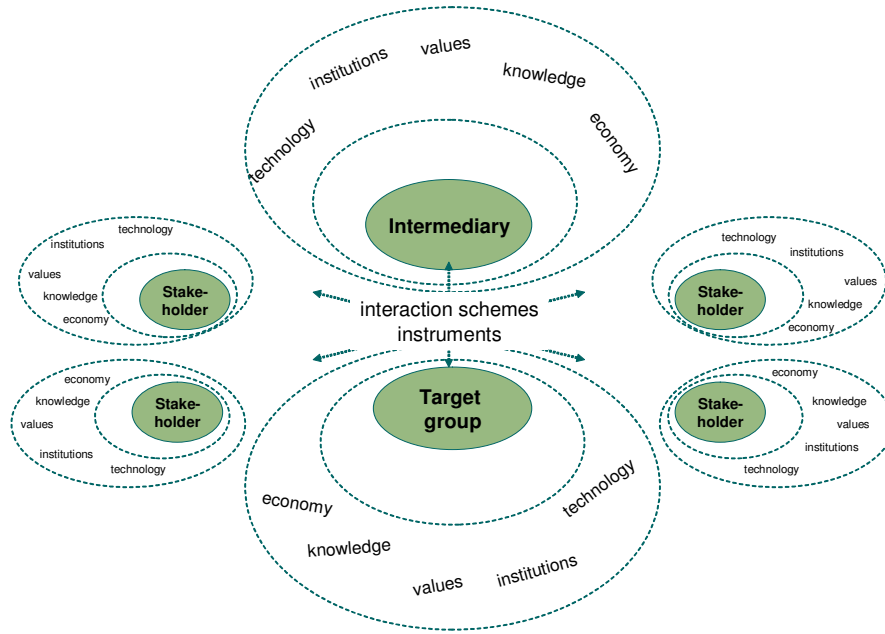 institutions
values
knowledge
technology
economy
Intermediary
technology
institutions
values
knowledge
economy
Stake-
holder
technology
institutions
values
knowledge
economy
Stake-
holder
interaction schemes
instruments
economy
knowledge
values
institutions
technology
Stake-
holder
Target
group
economy
knowledge
values
institutions
technology
Stake-
holder
economy
knowledge
values
institutions
technology